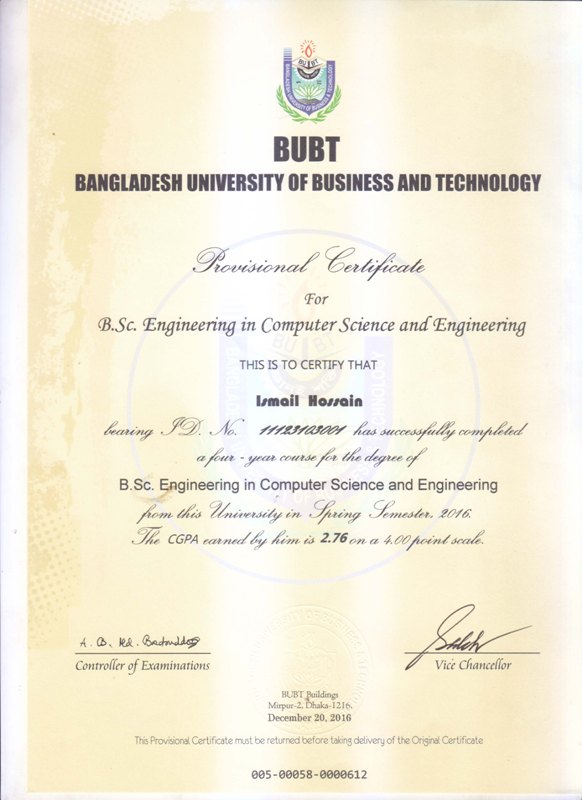 BUBT
BANGLADESH UNIVERSITY OF BUSINESS & TECHNOLOGY
BUBT
BANGLADESH UNIVERSITY OF BUSINESS AND TECHNOLOGY
Provisional Certificate
For
B.Sc. Engineering in Computer Science and Engineering
THIS IS TO CERTIFY THAT
Ismail Hossain
bearing ID. No. 11123103001 has successfully completed
a four - year course for the degree of
B.Sc. Engineering in Computer Science and Engineering
from this University in Spring Semester, 2016.
The CGPA earned by him is 2.76 on a 4.00 point scale.
A. B. Md.
Controller of Examinations
Vice Chancellor
BUBT Buildings
Mirpur-2, Dhaka-1216.
December 20, 2016
This Provisional Certificate must be returned before taking delivery of the Original Certificate
005-00058-0000612